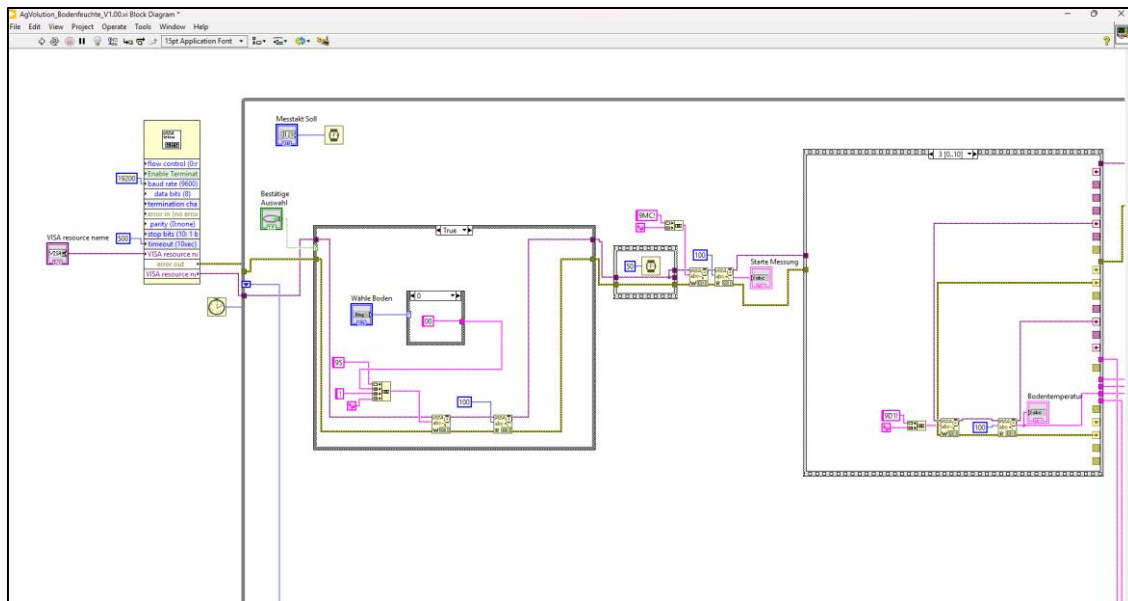 AgVolution_Bodenfeuchte_V1.00.vi Block Diagram *
File Edit View Project Operate Tools Window Help
15pt Application Font
Messtakt Soll
flow control (0:n
Enable Terminat
19200
baud rate (9600)
data bits (8)
termination cha
error in (no erro
parity (0:none)
stop bits (10: 1 b
500
timeout (10sec)
VISA resource name
VISA resource na
error out
VISA resource na
Bestätige
Auswahl
True
Wähle Boden
0
00
9S
!
100
50
9MC!
100
abc
Starte Messung
3 [0..10]
9D1!
100
abc
Bodentemperatur